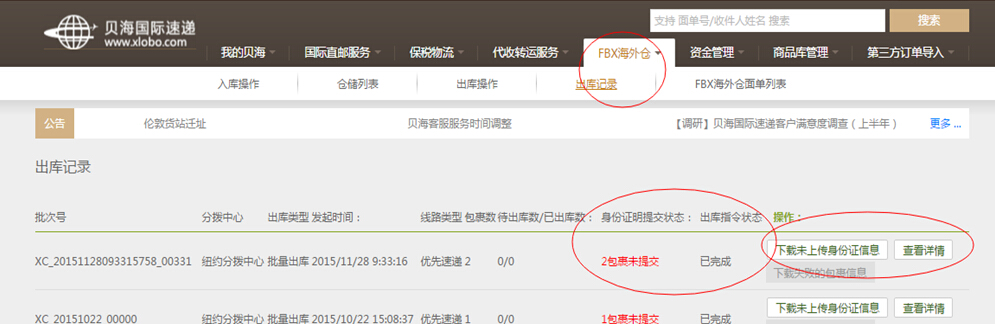 贝海国际速递
www.xlobo.com
支持 面单号/收件人姓名 搜索
搜索
我的贝海 国际直邮服务 保税物流 代收转运服务 FBX海外仓 资金管理 商品库管理 第三方订单导入
入库操作 仓储列表 出库操作 出库记录 FBX海外仓面单列表
公告 伦敦货站迁址 贝海客服服务时间调整 【调研】贝海国际速递客户满意度调查（上半年） 更多 ...
出库记录
批次号 分拨中心 出库类型 发起时间： 线路类型 包裹数 待出库数/已出库数： 身份证明提交状态： 出库指令状态 操作：
XC_20151128093315758_00331 纽约分拨中心 批量出库 2015/11/28 9:33:16 优先速递 2 0/0 2包裹未提交 已完成 下载未上传身份证信息 查看详情
下载失败的包裹信息
XC_20151022_00000 纽约分拨中心 批量出库 2015/10/22 15:08:37 优先速递 1 0/0 1包裹未提交 已完成 下载未上传身份证信息 查看详情